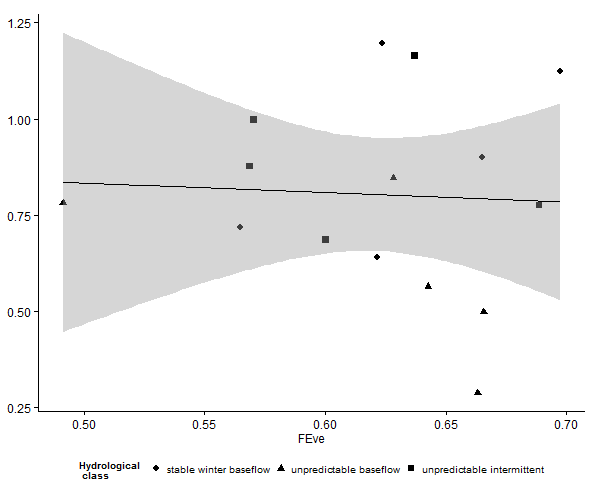 1.25
1.00
0.75
0.50
0.25
0.50 0.55 0.60 0.65 0.70
FEve
Hydrological
class
stable winter baseflow unpredictable baseflow unpredictable intermittent